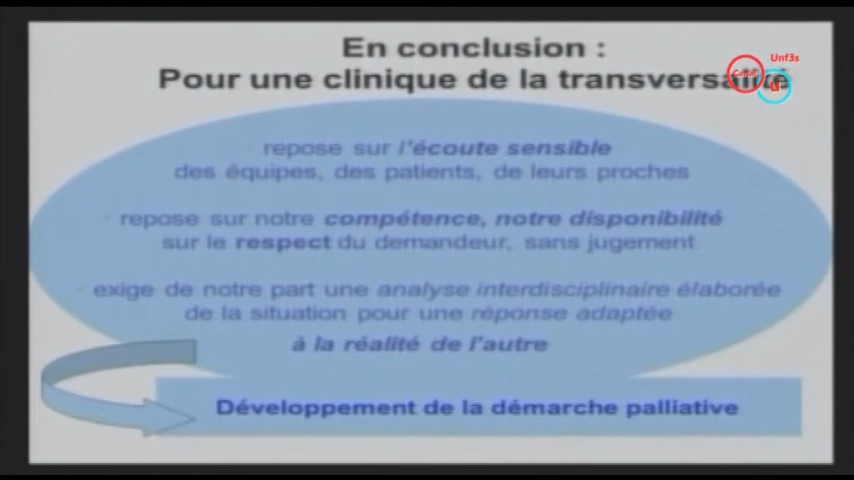 En conclusion :
Pour une clinique de la transversalité
Unf3s
Canal
U
repose sur l'écoute sensible
des équipes, des patients, de leurs proches
· repose sur notre compétence, notre disponibilité
sur le respect du demandeur, sans jugement
exige de notre part une analyse interdisciplinaire élaborée
de la situation pour une réponse adaptée
à la réalité de l'autre
Développement de la démarche palliative